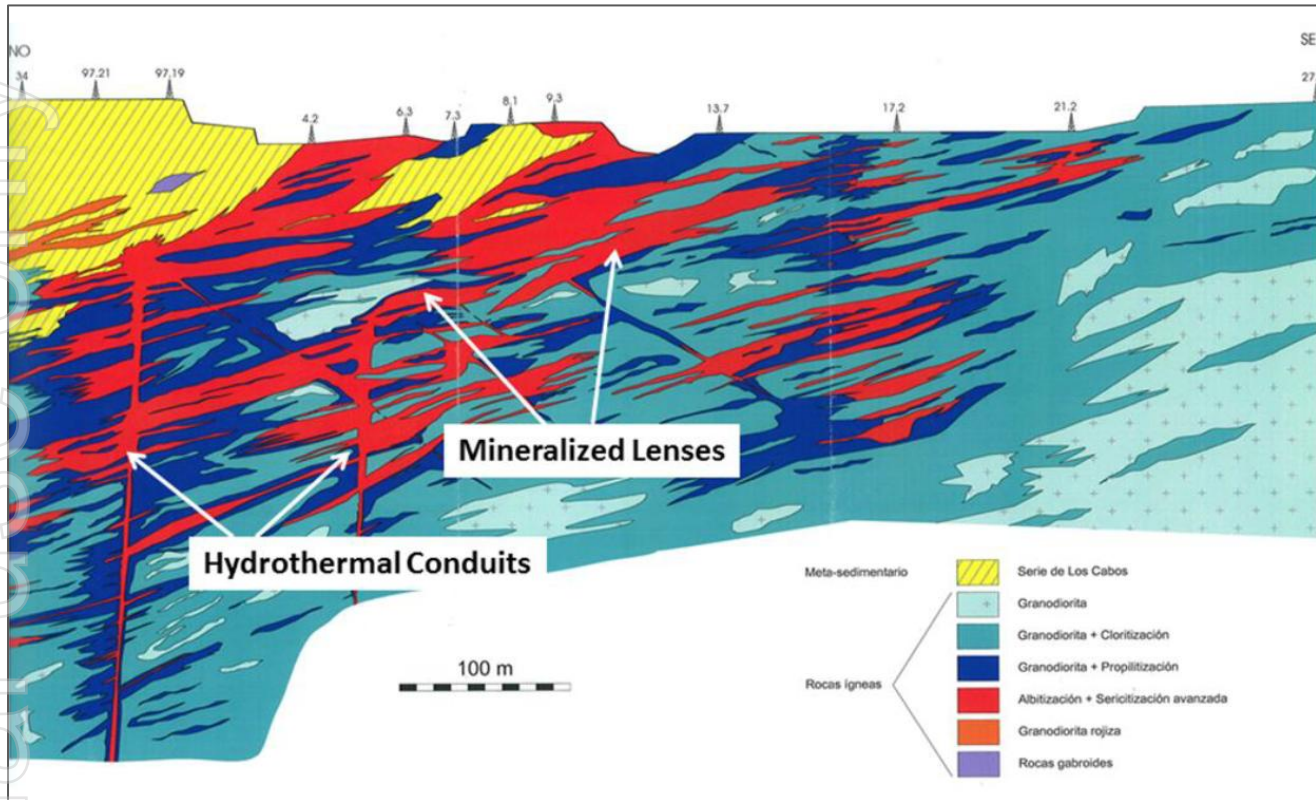 NO
SE
34
97.21
97.19
4.2
6.3
7.3
8.1
9.3
13.7
17.2
21.2
27
Mineralized Lenses
Hydrothermal Conduits
100 m
Meta-sedimentario
Serie de Los Cabos
Granodiorita
Granodiorita + Cloritización
Granodiorita + Propilitización
Rocas ígneas
Albitización + Sericitización avanzada
Granodiorita rojiza
Rocas gabroides